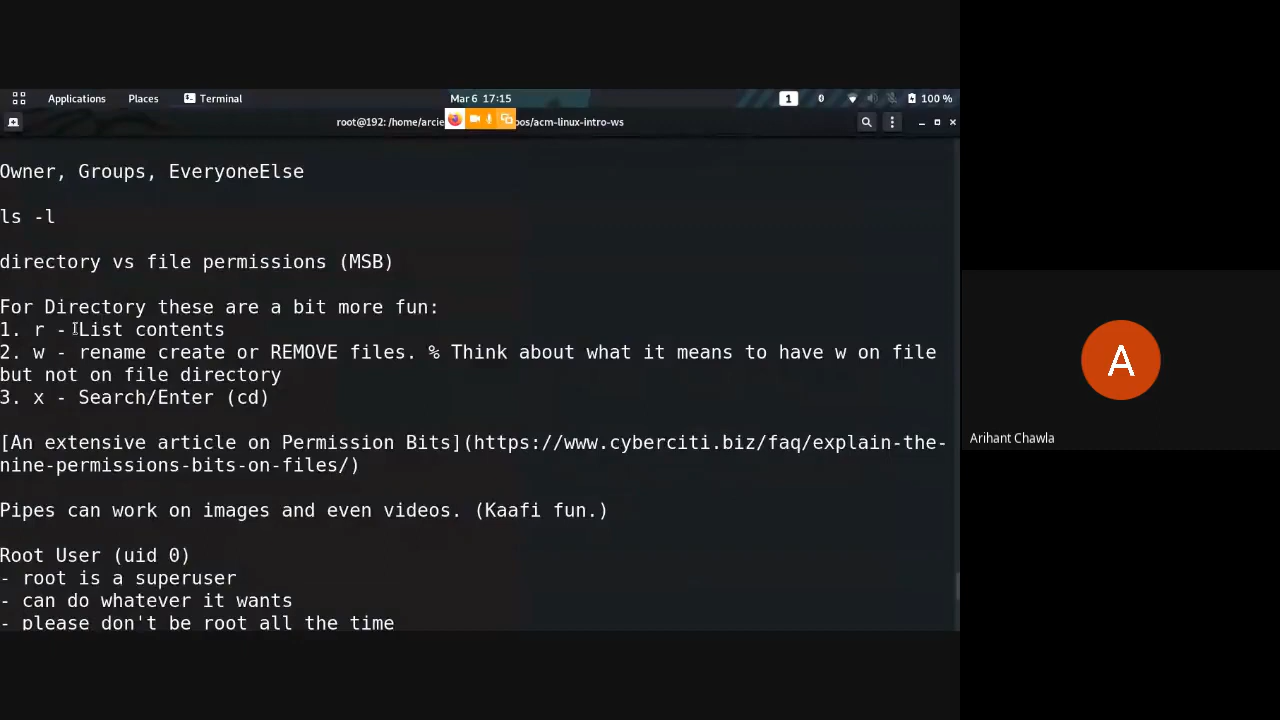 Applications Places Terminal Mar 6 17:15 1 100 %
root@192: /home/arcie os/acm-linux-intro-ws
Owner, Groups, EveryoneElse
ls -l
directory vs file permissions (MSB)
For Directory these are a bit more fun:
1. r - List contents
2. w - rename create or REMOVE files. % Think about what it means to have w on file
but not on file directory
3. x - Search/Enter (cd)
[An extensive article on Permission Bits](https://www.cyberciti.biz/faq/explain-the-
nine-permissions-bits-on-files/)
Pipes can work on images and even videos. (Kaafi fun.)
Root User (uid 0)
- root is a superuser
- can do whatever it wants
- please don't be root all the time
A
Arihant Chawla